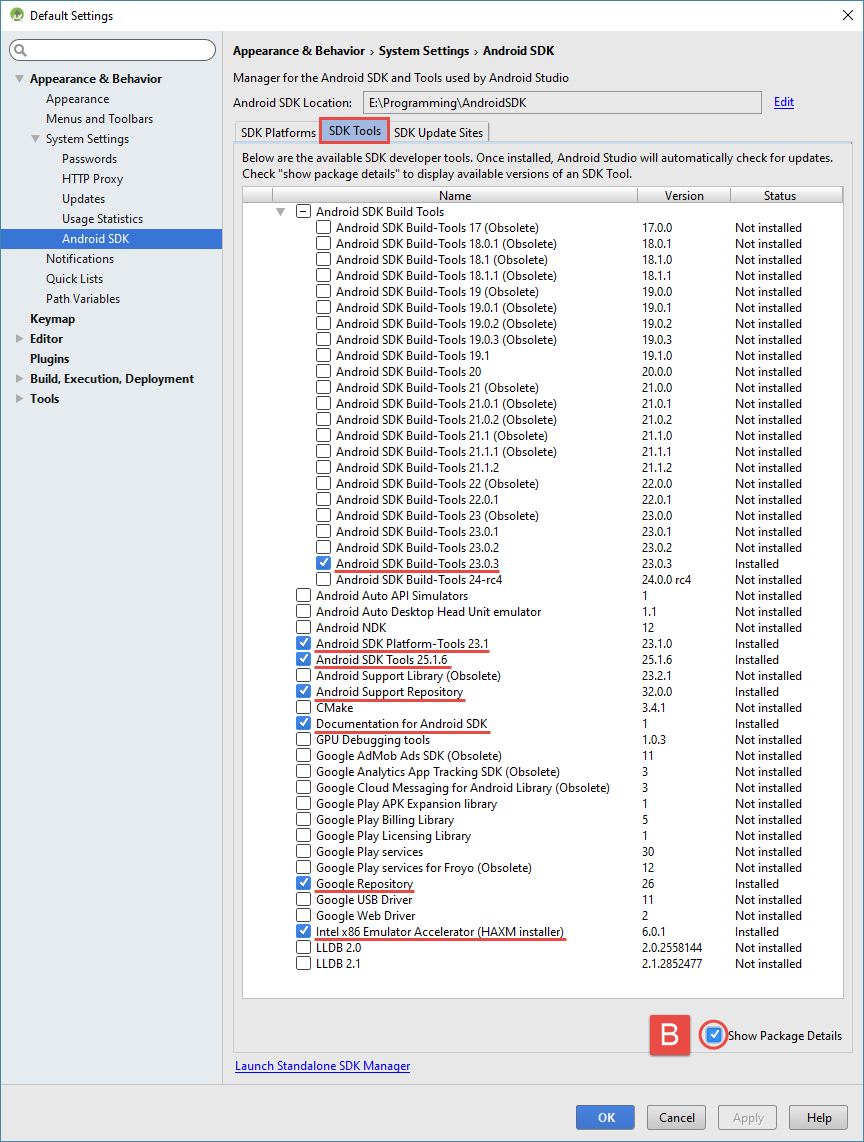 Default Settings
Appearance & Behavior
Appearance
Menus and Toolbars
System Settings
Passwords
HTTP Proxy
Updates
Usage Statistics
Android SDK
Notifications
Quick Lists
Path Variables
Keymap
Editor
Plugins
Build, Execution, Deployment
Tools
Appearance & Behavior › System Settings › Android SDK
Manager for the Android SDK and Tools used by Android Studio
Android SDK Location: E:\Programming\AndroidSDK Edit
SDK Platforms SDK Tools SDK Update Sites
Below are the available SDK developer tools. Once installed, Android Studio will automatically check for updates.
Check "show package details" to display available versions of an SDK Tool.
Name Version Status
Android SDK Build Tools
Android SDK Build-Tools 17 (Obsolete) 17.0.0 Not installed
Android SDK Build-Tools 18.0.1 (Obsolete) 18.0.1 Not installed
Android SDK Build-Tools 18.1 (Obsolete) 18.1.0 Not installed
Android SDK Build-Tools 18.1.1 (Obsolete) 18.1.1 Not installed
Android SDK Build-Tools 19 (Obsolete) 19.0.0 Not installed
Android SDK Build-Tools 19.0.1 (Obsolete) 19.0.1 Not installed
Android SDK Build-Tools 19.0.2 (Obsolete) 19.0.2 Not installed
Android SDK Build-Tools 19.0.3 (Obsolete) 19.0.3 Not installed
Android SDK Build-Tools 19.1 19.1.0 Not installed
Android SDK Build-Tools 20 20.0.0 Not installed
Android SDK Build-Tools 21 (Obsolete) 21.0.0 Not installed
Android SDK Build-Tools 21.0.1 (Obsolete) 21.0.1 Not installed
Android SDK Build-Tools 21.0.2 (Obsolete) 21.0.2 Not installed
Android SDK Build-Tools 21.1 (Obsolete) 21.1.0 Not installed
Android SDK Build-Tools 21.1.1 (Obsolete) 21.1.1 Not installed
Android SDK Build-Tools 21.1.2 21.1.2 Not installed
Android SDK Build-Tools 22 (Obsolete) 22.0.0 Not installed
Android SDK Build-Tools 22.0.1 22.0.1 Not installed
Android SDK Build-Tools 23 (Obsolete) 23.0.0 Not installed
Android SDK Build-Tools 23.0.1 23.0.1 Not installed
Android SDK Build-Tools 23.0.2 23.0.2 Not installed
Android SDK Build-Tools 23.0.3 23.0.3 Installed
Android SDK Build-Tools 24-rc4 24.0.0 rc4 Not installed
Android Auto API Simulators 1 Not installed
Android Auto Desktop Head Unit emulator 1.1 Not installed
Android NDK 12 Not installed
Android SDK Platform-Tools 23.1 23.1.0 Installed
Android SDK Tools 25.1.6 25.1.6 Installed
Android Support Library (Obsolete) 23.2.1 Not installed
Android Support Repository 32.0.0 Installed
CMake 3.4.1 Not installed
Documentation for Android SDK 1 Installed
GPU Debugging tools 1.0.3 Not installed
Google AdMob Ads SDK (Obsolete) 11 Not installed
Google Analytics App Tracking SDK (Obsolete) 3 Not installed
Google Cloud Messaging for Android Library (Obsolete) 3 Not installed
Google Play APK Expansion library 1 Not installed
Google Play Billing Library 5 Not installed
Google Play Licensing Library 1 Not installed
Google Play services 30 Not installed
Google Play services for Froyo (Obsolete) 12 Not installed
Google Repository 26 Installed
Google USB Driver 11 Not installed
Google Web Driver 2 Not installed
Intel x86 Emulator Accelerator (HAXM installer) 6.0.1 Installed
LLDB 2.0 2.0.2558144 Not installed
LLDB 2.1 2.1.2852477 Not installed
B Show Package Details
Launch Standalone SDK Manager
OK Cancel Apply Help